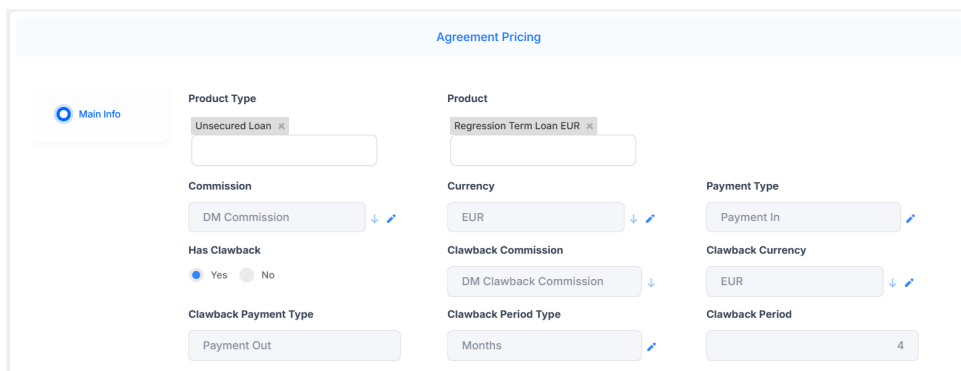 Agreement Pricing
Main Info
Product Type
Product
Unsecured Loan ×
Regression Term Loan EUR ×
Commission
Currency
Payment Type
DM Commission
EUR
Payment In
Has Clawback
Clawback Commission
Clawback Currency
Yes
No
DM Clawback Commission
EUR
Clawback Payment Type
Clawback Period Type
Clawback Period
Payment Out
Months
4